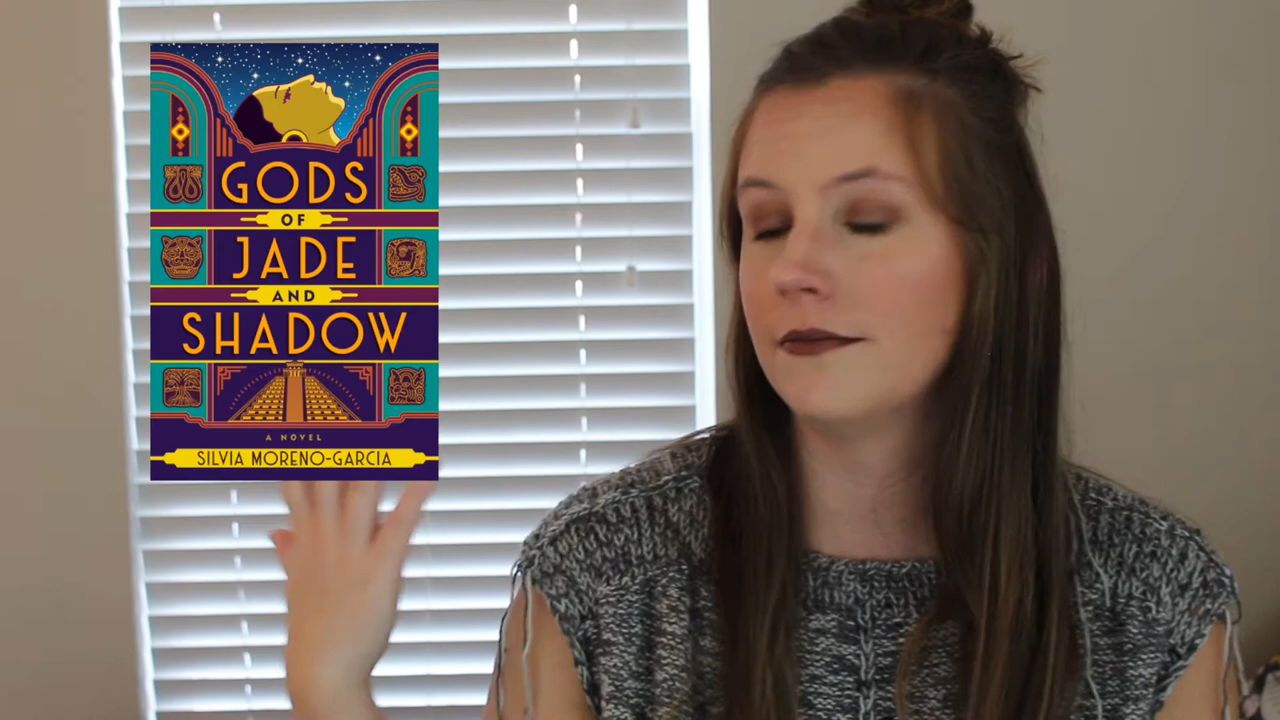 GODS
OF
JADE
AND
SHADOW
A NOVEL
SILVIA MORENO-GARCIA